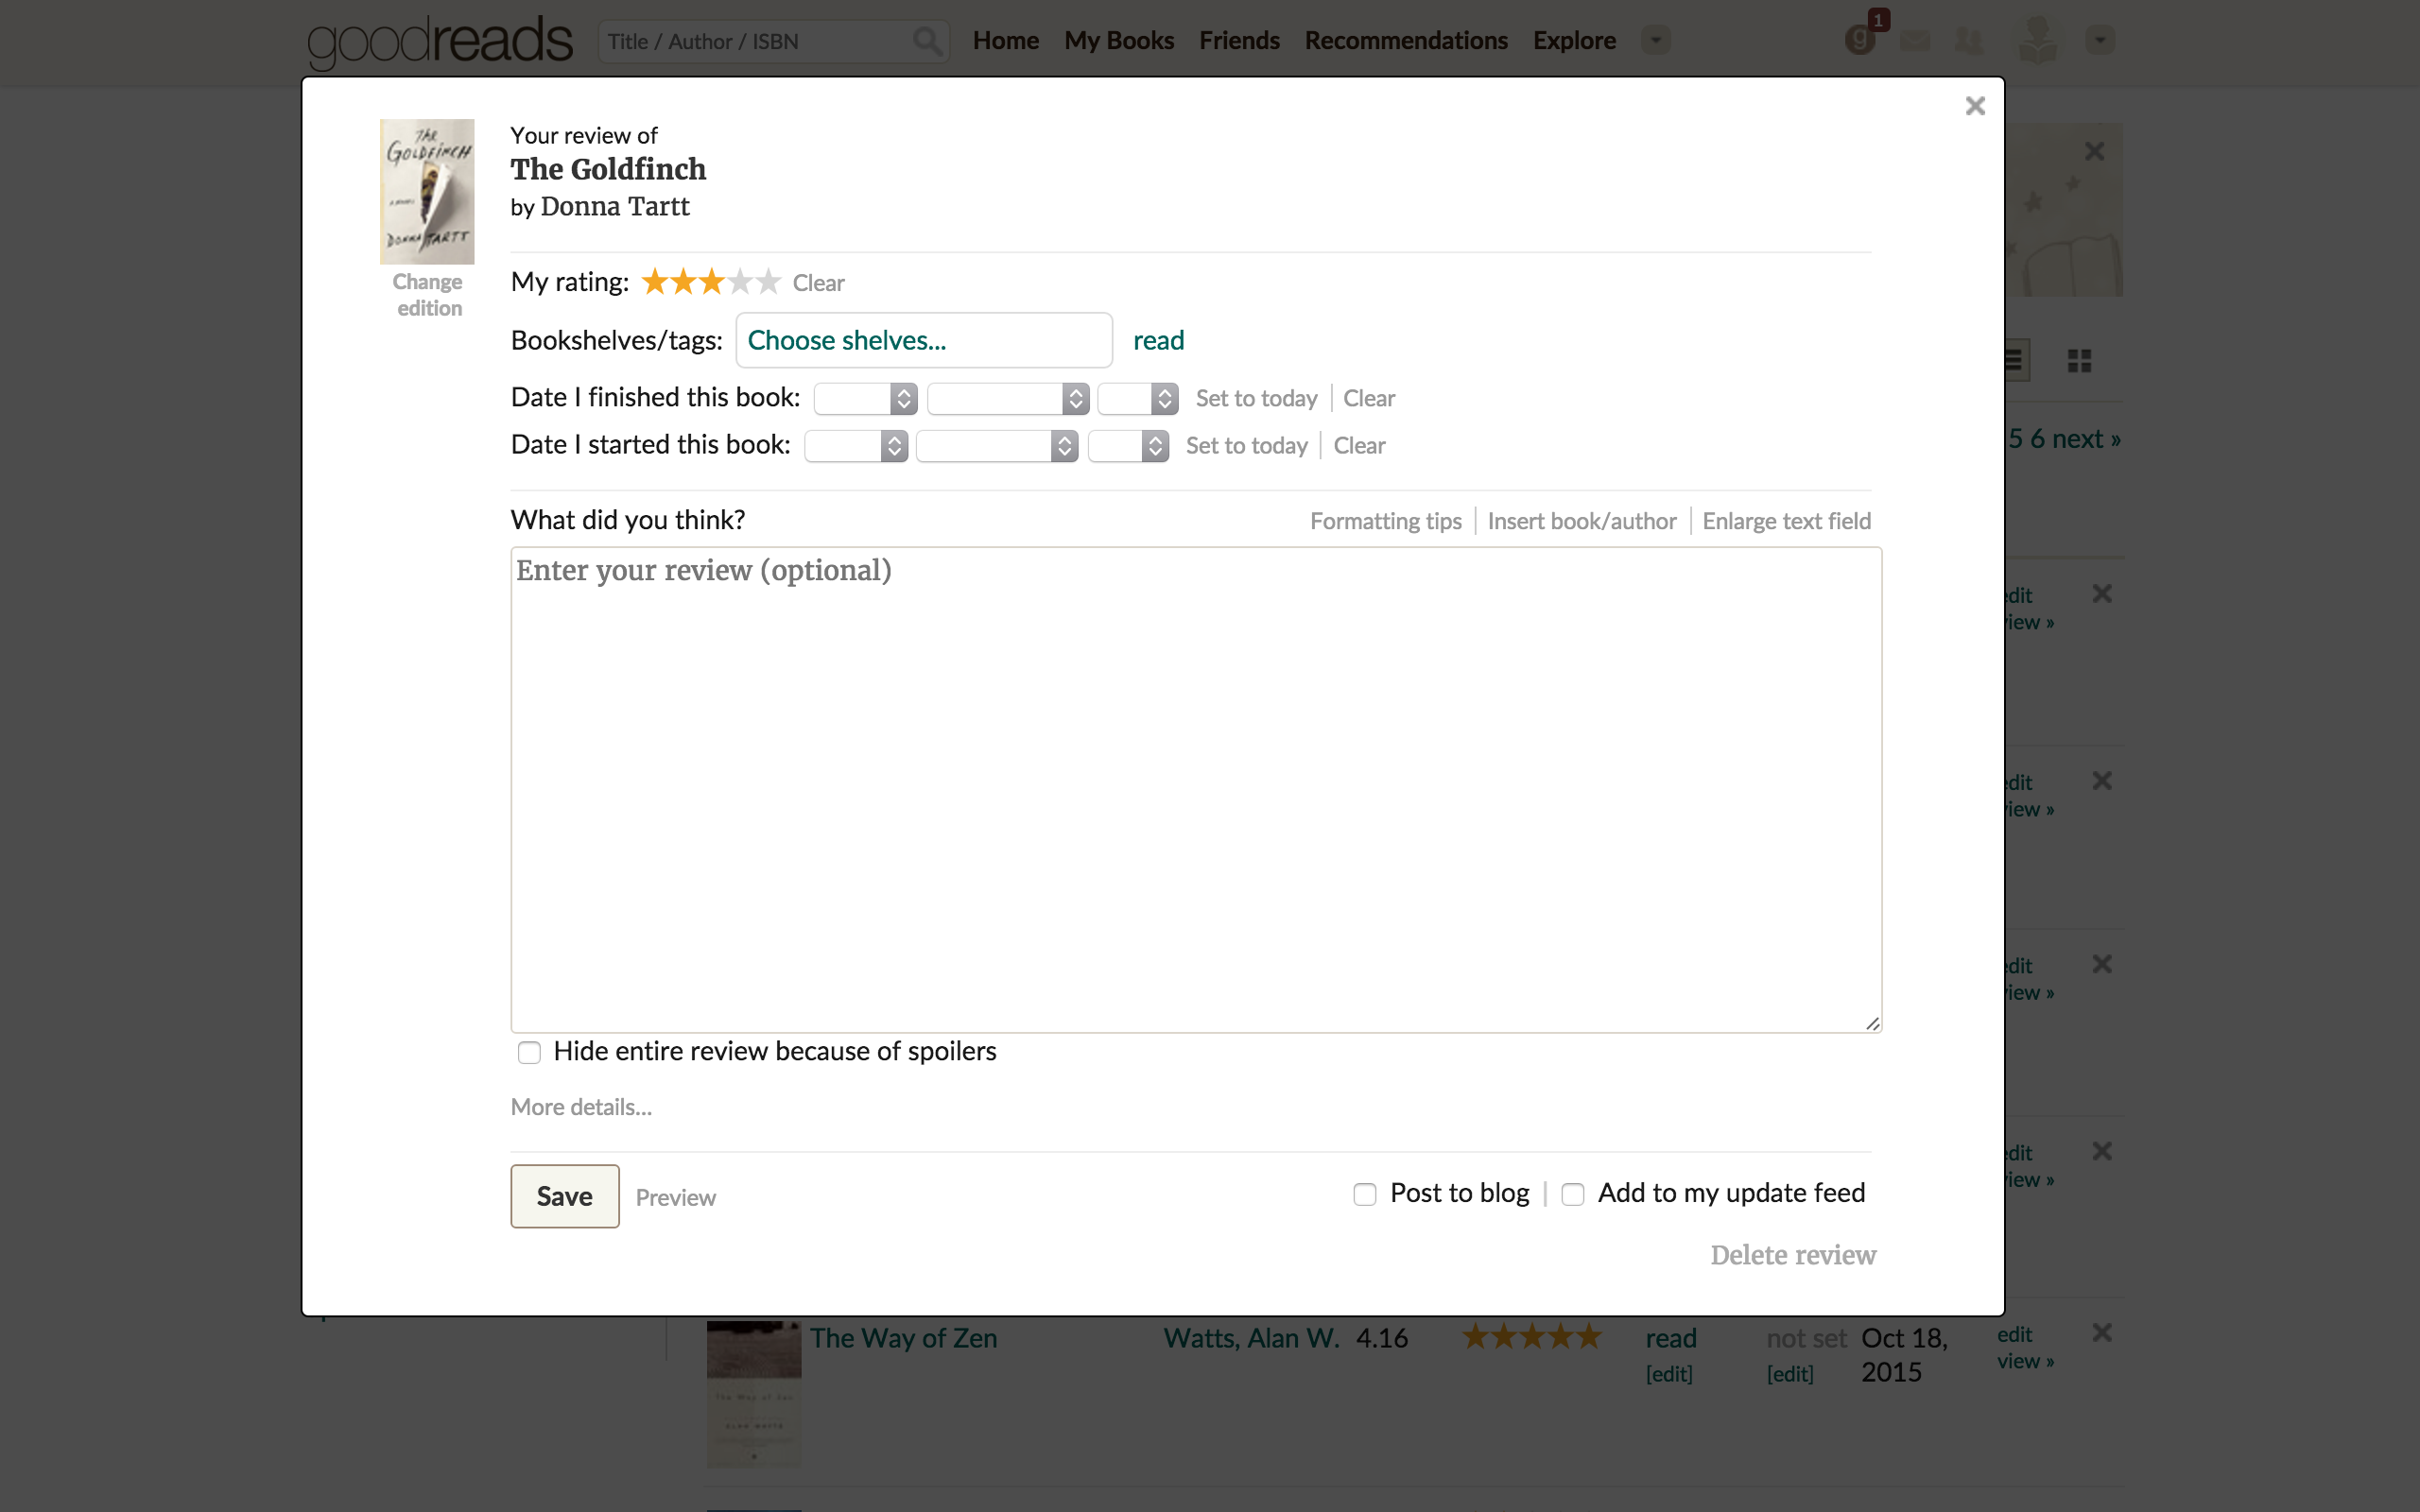 goodreads Title / Author / ISBN Home My Books Friends Recommendations Explore g 1
The
GOLDFINCH
DONNA TARTT
Change
edition
Your review of
The Goldfinch
by Donna Tartt
My rating: Clear
Bookshelves/tags: Choose shelves... read
Date I finished this book: Set to today Clear
Date I started this book: Set to today Clear
5 6 next »
What did you think? Formatting tips Insert book/author Enlarge text field
Enter your review (optional)
edit
view »
edit
view »
edit
view »
Hide entire review because of spoilers
More details...
edit
view »
Save Preview Post to blog Add to my update feed
Delete review
The Way of Zen Watts, Alan W. 4.16 read not set Oct 18, edit
[edit] [edit] 2015 view »
The Way of Zen
ALAN WATTS